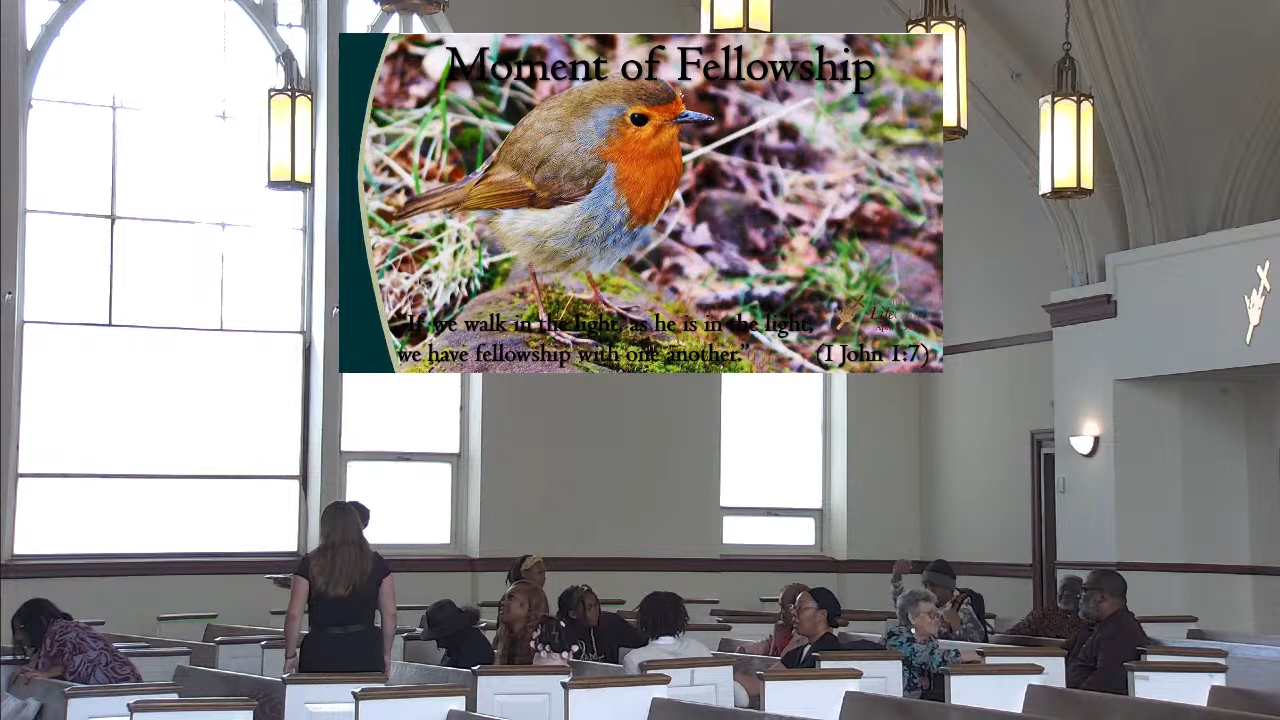 Moment of Fellowship
"If we walk in the light, as he is in the light,
we have fellowship with one another." (I John 1:7)
Life!